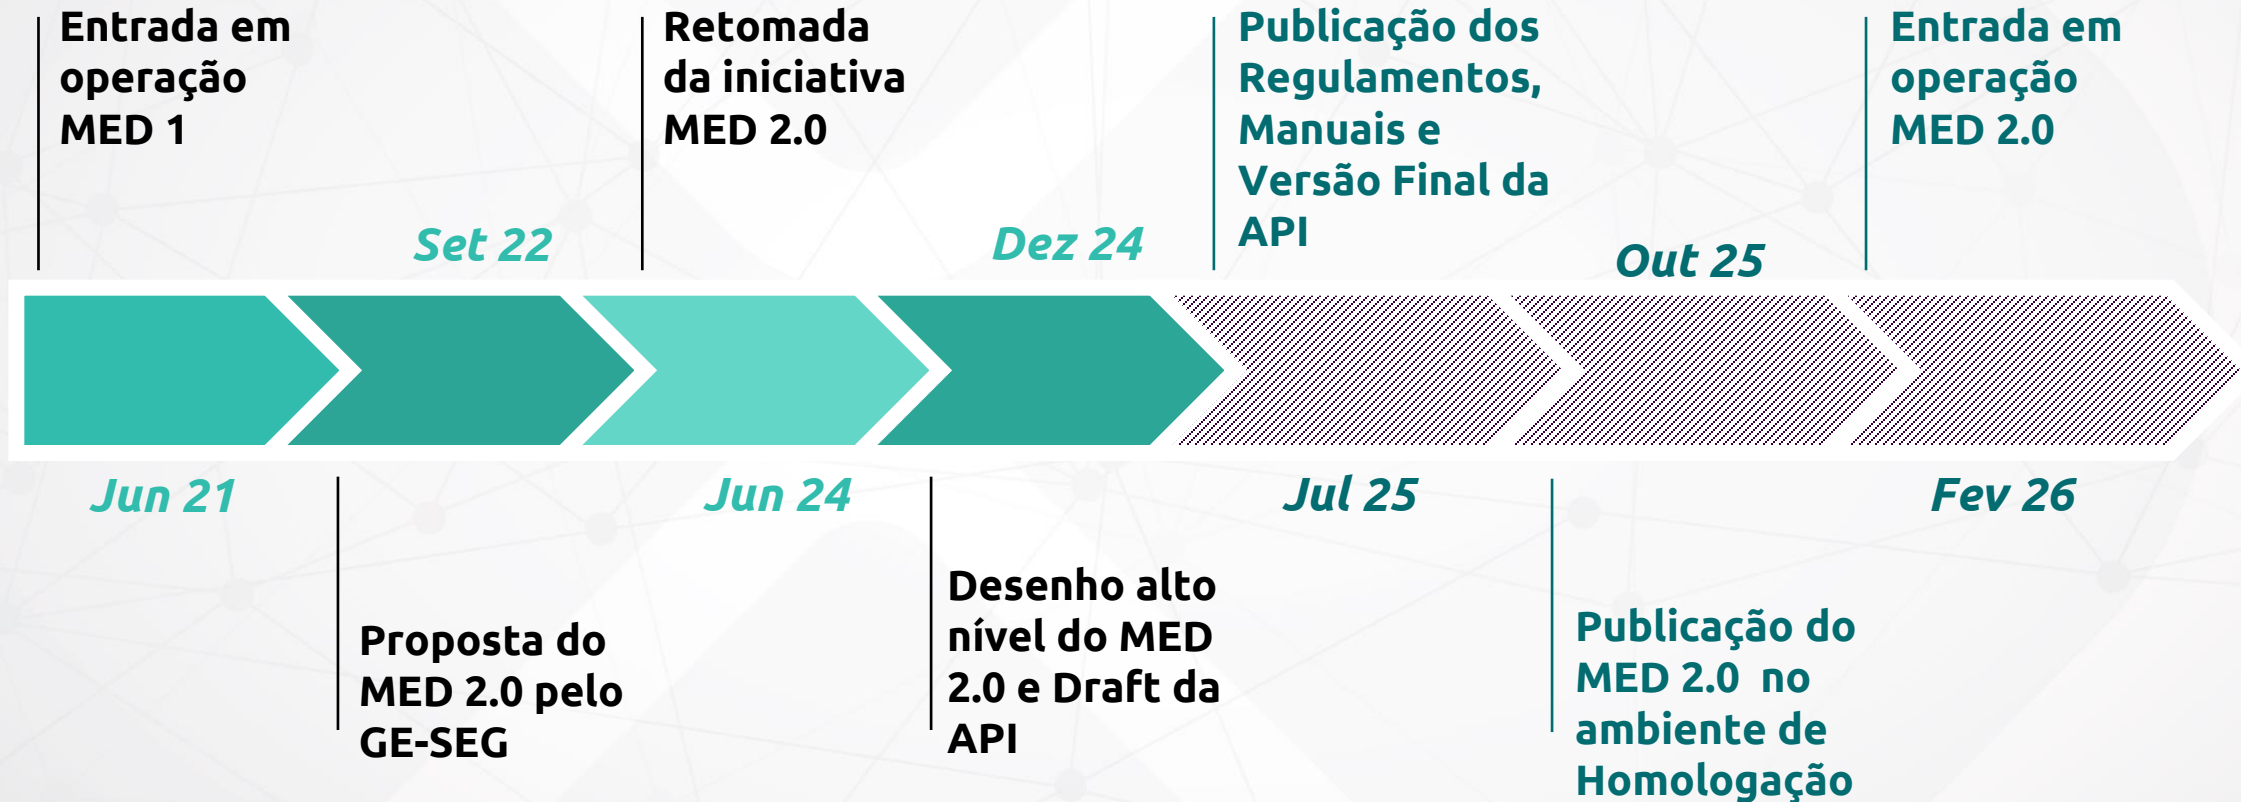 Entrada em
operação
MED 1
Jun 21
Set 22
Proposta do
MED 2.0 pelo
GE-SEG
Retomada
da iniciativa
MED 2.0
Jun 24
Dez 24
Desenho alto
nível do MED
2.0 e Draft da
API
Publicação dos
Regulamentos,
Manuais e
Versão Final da
API
Jul 25
Out 25
Publicação do
MED 2.0 no
ambiente de
Homologação
Entrada em
operação
MED 2.0
Fev 26